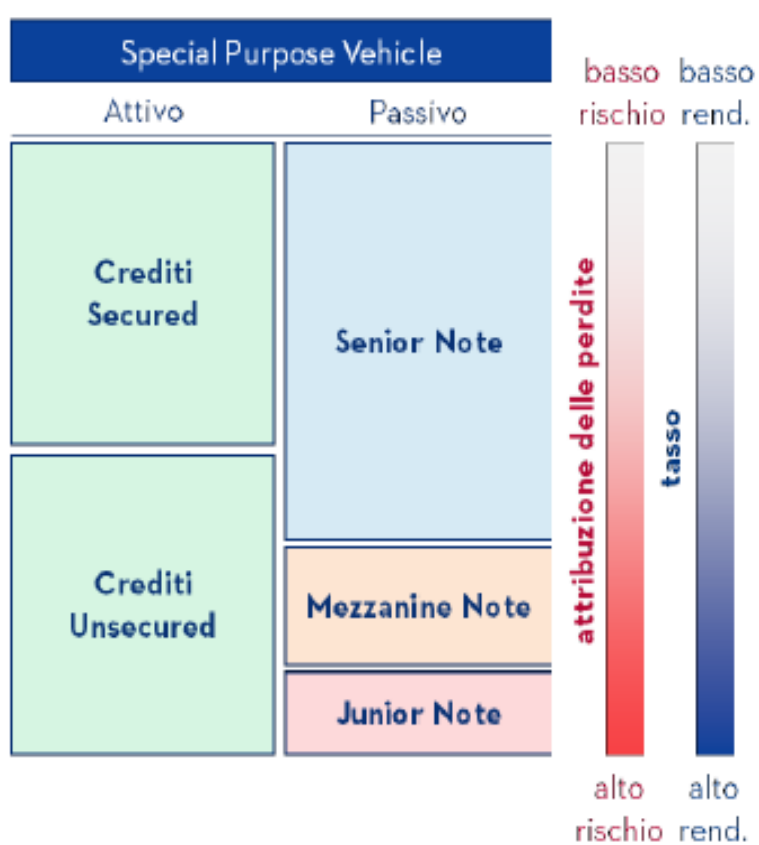 Special Purpose Vehicle
Attivo
Passivo
basso
rischio
basso
rend.
Crediti
Secured
Senior Note
Crediti
Unsecured
Mezzanine Note
Junior Note
attribuzione delle perdite
tasso
alto
rischio
alto
rend.